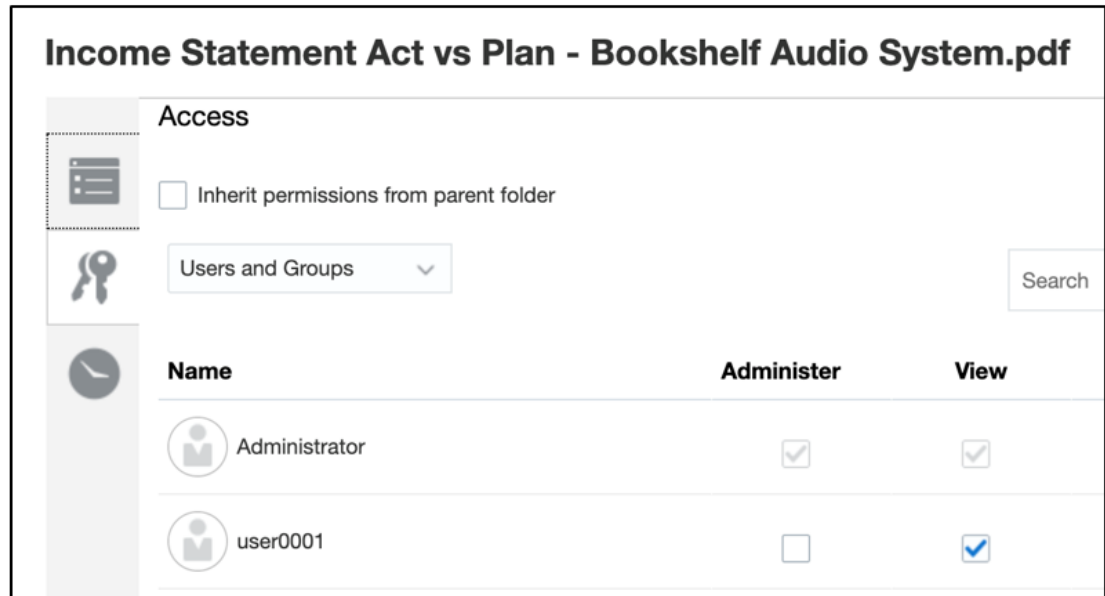 Income Statement Act vs Plan - Bookshelf Audio System.pdf
Access
Inherit permissions from parent folder
Users and Groups
Search
Name Administer View
Administrator
user0001